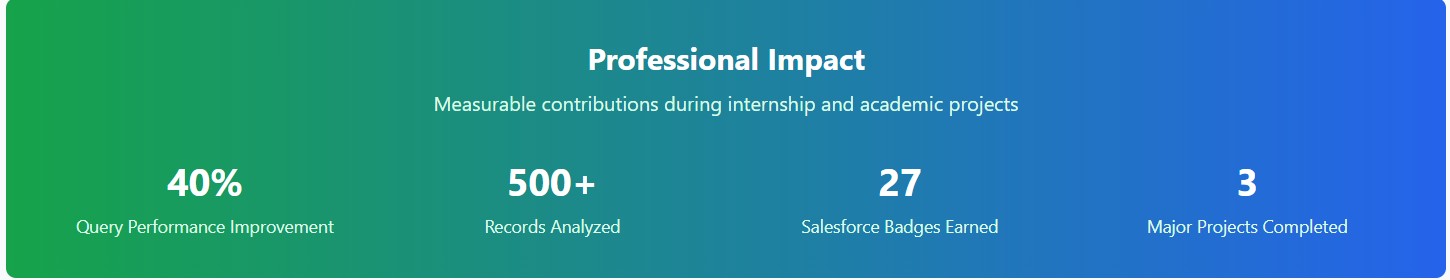 Professional Impact
Measurable contributions during internship and academic projects
40%
500+
27
3
Query Performance Improvement
Records Analyzed
Salesforce Badges Earned
Major Projects Completed